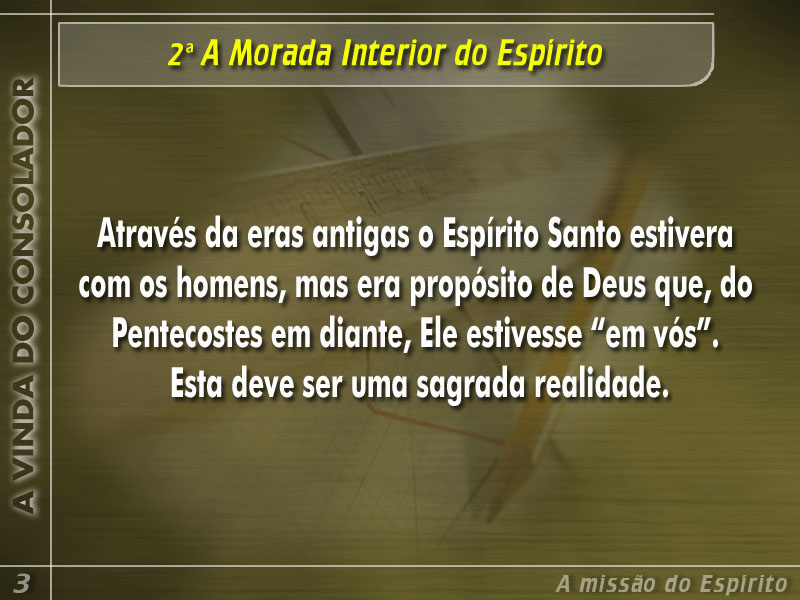 2ª A Morada Interior do Espírito
A VINDA DO CONSOLADOR
Através da eras antigas o Espírito Santo estivera
com os homens, mas era propósito de Deus que, do
Pentecostes em diante, Ele estivesse “em vós”.
Esta deve ser uma sagrada realidade.
3
A missão do Espírito